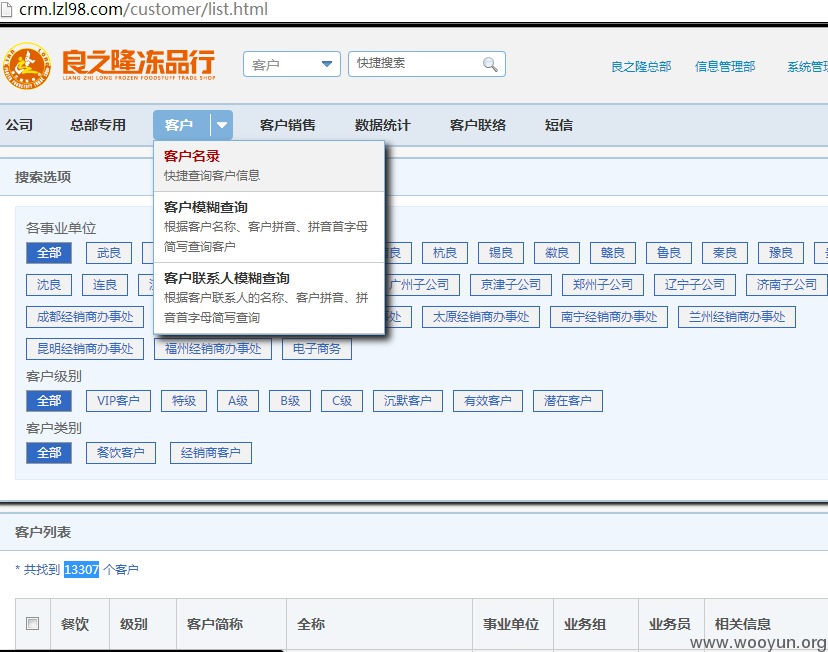 crm.lzl98.com/customer/list.html
良之隆冻品行
LIANG ZHI LONG FROZEN FOODSTUFF TRADE SHOP
客户 快捷搜索 良之隆总部 信息管理部 系统管理
公司 总部专用 客户 客户销售 数据统计 客户联络 短信
客户名录
快捷查询客户信息
客户模糊查询
根据客户名称、客户拼音、拼音首字母
简写查询客户
客户联系人模糊查询
根据客户联系人的名称、客户拼音、拼
音首字母简写查询
搜索选项
各事业单位
全部 武良 良 杭良 锡良 徽良 赣良 鲁良 秦良 豫良
沈良 连良 广州子公司 京津子公司 郑州子公司 辽宁子公司 济南子公司
成都经销商办事处 处 太原经销商办事处 南宁经销商办事处 兰州经销商办事处
昆明经销商办事处 福州经销商办事处 电子商务
客户级别
全部 VIP客户 特级 A级 B级 C级 沉默客户 有效客户 潜在客户
客户类别
全部 餐饮客户 经销商客户
客户列表
* 共找到 13307 个客户
餐饮 级别 客户简称 全称 事业单位 业务组 业务员 相关信息
www.wooyun.org